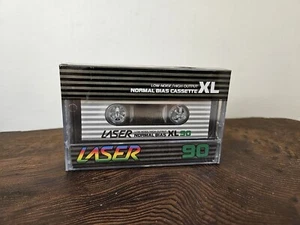 LOW NOISE/HIGH OUTPUT
NORMAL BIAS CASSETTE XL
LASER NORMAL BIAS XL 90
LASER 90